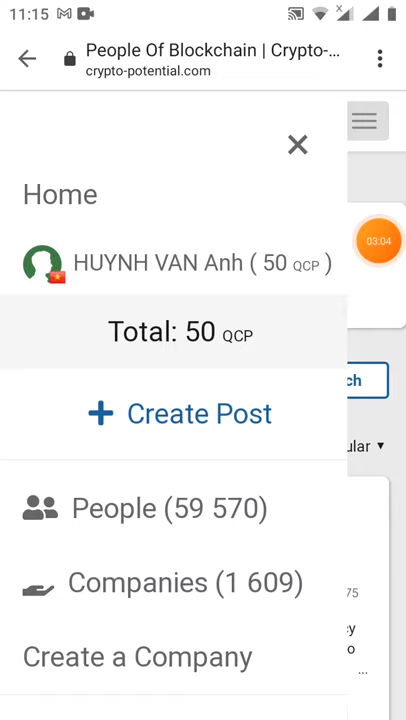 11:15
People Of Blockchain | Crypto-...
crypto-potential.com
Home
HUYNH VAN Anh ( 50 QCP )
03:04
Total: 50 QCP
ch
Create Post
ular
People (59 570)
Companies (1 609)
75
ey
o
...
Create a Company